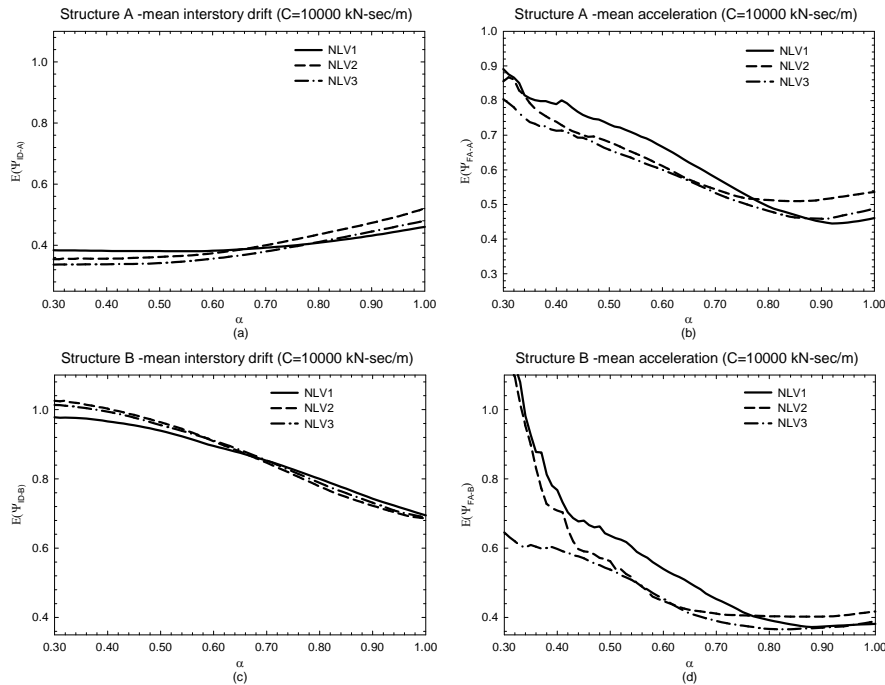 Structure A -mean interstory drift (C=10000 kN-sec/m)
NLV1
NLV2
NLV3
1.0
0.8
0.6
0.4
E(Ψ_ID-A)
0.30 0.40 0.50 0.60 0.70 0.80 0.90 1.00
α
(a)
Structure A -mean acceleration (C=10000 kN-sec/m)
NLV1
NLV2
NLV3
1.0
0.9
0.8
0.7
0.6
0.5
0.4
0.3
E(Ψ_FA-A)
0.30 0.40 0.50 0.60 0.70 0.80 0.90 1.00
α
(b)
Structure B -mean interstory drift (C=10000 kN-sec/m)
NLV1
NLV2
NLV3
1.0
0.8
0.6
0.4
E(Ψ_ID-B)
0.30 0.40 0.50 0.60 0.70 0.80 0.90 1.00
α
(c)
Structure B -mean acceleration (C=10000 kN-sec/m)
NLV1
NLV2
NLV3
1.0
0.8
0.6
0.4
E(Ψ_FA-B)
0.30 0.40 0.50 0.60 0.70 0.80 0.90 1.00
α
(d)